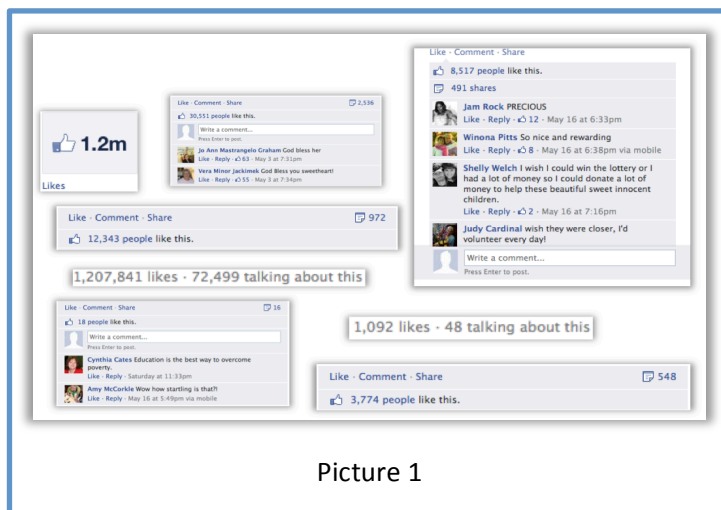 1.2m
Likes
Like · Comment · Share 2,536
30,551 people like this.
Write a comment...
Press Enter to post.
Jo Ann Mastrangelo Graham God bless her
Like · Reply · 63 · May 3 at 7:31pm
Vera Minor Jackimek God Bless you sweetheart!
Like · Reply · 55 · May 3 at 7:34pm
Like · Comment · Share 972
12,343 people like this.
1,207,841 likes · 72,499 talking about this
Like · Comment · Share 16
18 people like this.
Write a comment...
Press Enter to post.
Cynthia Cates Education is the best way to overcome
poverty.
Like · Reply · Saturday at 11:33pm
Amy McCorkle Wow how startling is that?!
Like · Reply · May 16 at 5:49pm via mobile
Like · Comment · Share
8,517 people like this.
491 shares
Jam Rock PRECIOUS
Like · Reply · 12 · May 16 at 6:33pm
Winona Pitts So nice and rewarding
Like · Reply · 8 · May 16 at 6:38pm via mobile
Shelly Welch I wish I could win the lottery or I
had a lot of money so I could donate a lot of
money to help these beautiful sweet innocent
children.
Like · Reply · 2 · May 16 at 7:16pm
Judy Cardinal wish they were closer, I'd
volunteer every day!
Write a comment...
Press Enter to post.
1,092 likes · 48 talking about this
Like · Comment · Share 548
3,774 people like this.
Picture 1